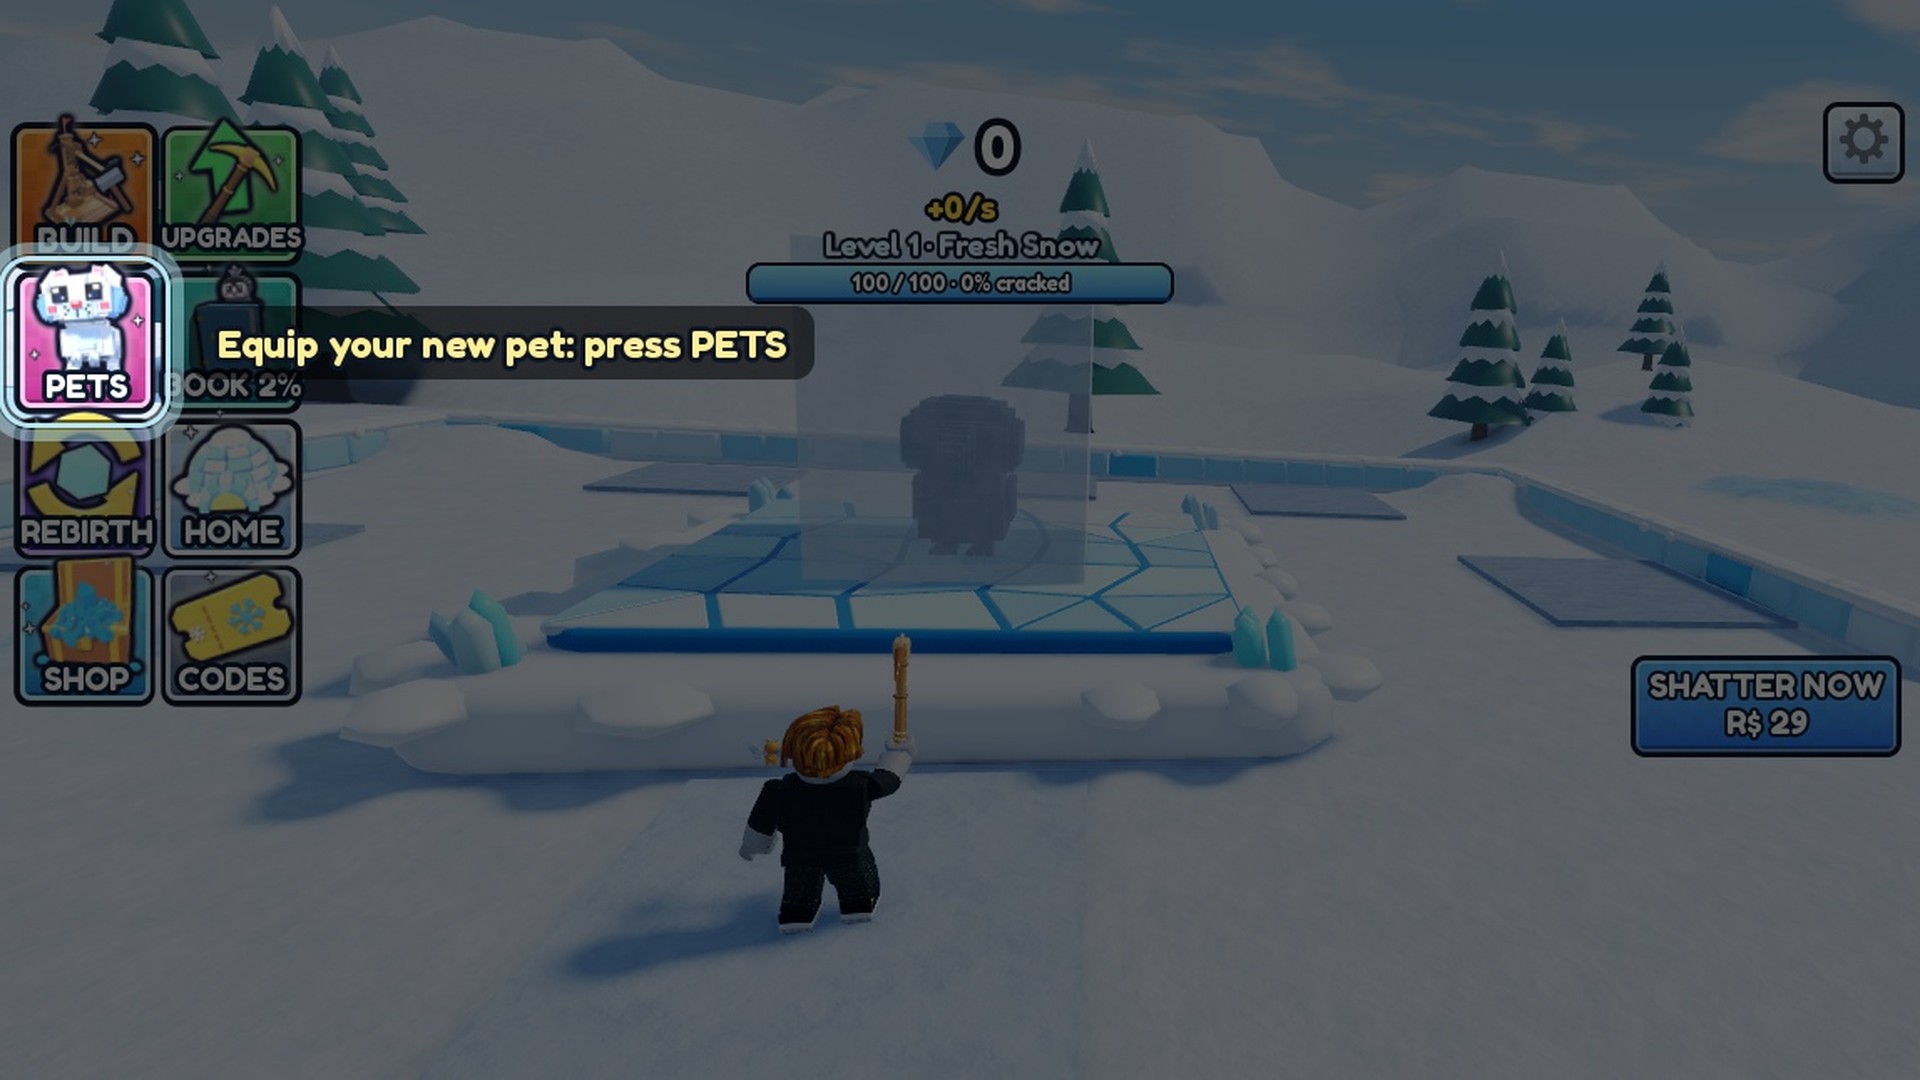 0
+0/s
Level 1 · Fresh Snow
100 / 100 · 0% cracked
BUILD
UPGRADES
Equip your new pet: press PETS
PETS
BOOK 2%
REBIRTH
HOME
SHOP
CODES
SHATTER NOW
R$ 29